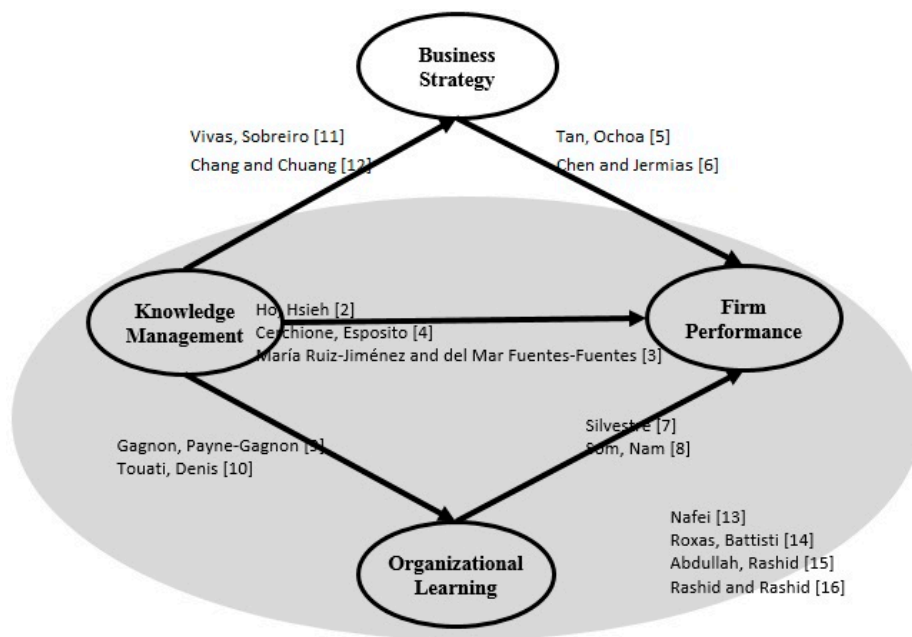 Business
Strategy
Vivas, Sobreiro [11]
Chang and Chuang [12]
Tan, Ochoa [5]
Chen and Jermias [6]
Knowledge
Management
Ho, Hsieh [2]
Cerchione, Esposito [4]
María Ruiz-Jiménez and del Mar Fuentes-Fuentes [3]
Firm
Performance
Gagnon, Payne-Gagnon [9]
Touati, Denis [10]
Silvestre [7]
Som, Nam [8]
Organizational
Learning
Nafei [13]
Roxas, Battisti [14]
Abdullah, Rashid [15]
Rashid and Rashid [16]